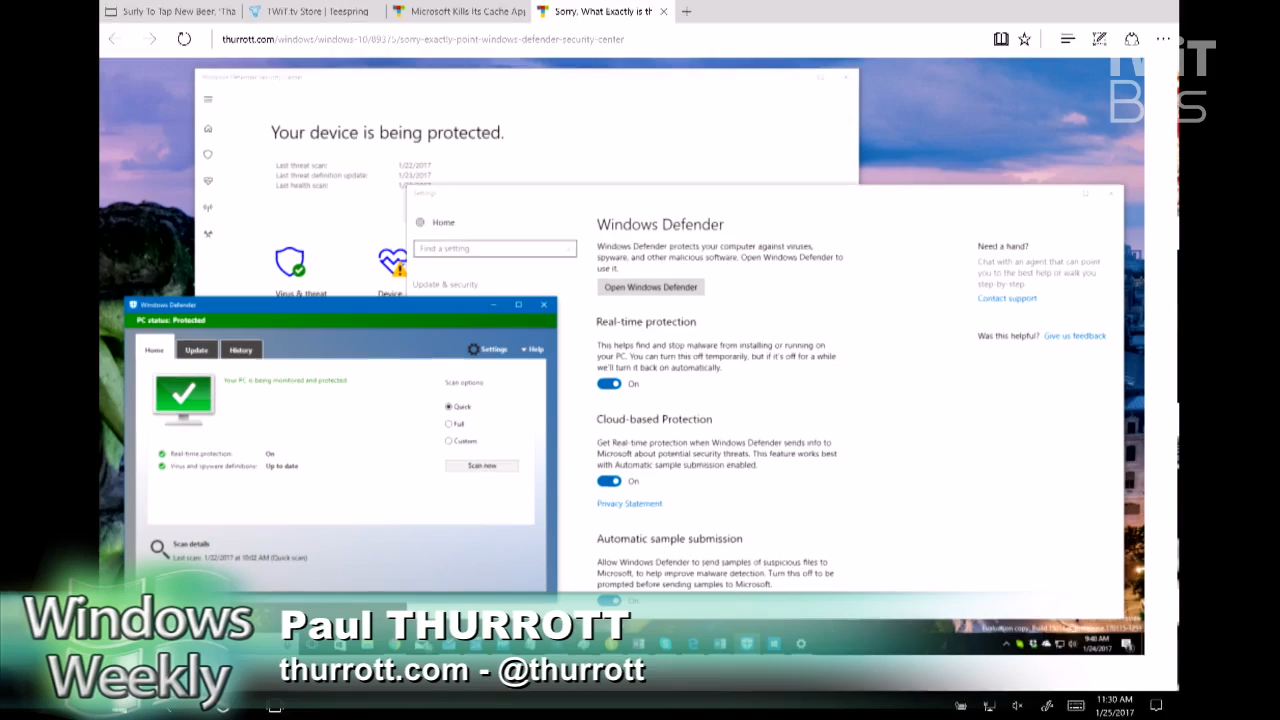 Surly To Tap New Beer, 'Tha
TWiT.tv Store | Teespring
Microsoft Kills Its Cache Ap
Sorry, What Exactly is th
thurrott.com/windows/windows-10/89375/sorry-exactly-point-windows-defender-security-center
TWiT
Your device is being protected.
Last threat scan: 1/22/2017
Last threat definition update: 1/23/2017
Last health scan:
Virus & threat
Device
Settings
Home
Find a setting
Update & security
Windows Defender
Windows Defender protects your computer against viruses,
spyware, and other malicious software. Open Windows Defender to
use it.
Open Windows Defender
Real-time protection
This helps find and stop malware from installing or running on
your PC. You can turn this off temporarily, but if it's off for a while
we'll turn it back on automatically.
On
Cloud-based Protection
Get Real-time protection when Windows Defender sends info to
Microsoft about potential security threats. This feature works best
with Automatic sample submission enabled.
On
Privacy Statement
Automatic sample submission
Allow Windows Defender to send samples of suspicious files to
Microsoft, to help improve malware detection. Turn this off to be
prompted before sending samples to Microsoft.
On
Need a hand?
Chat with an agent that can point
you to the best help or walk you
step-by-step.
Contact support
Was this helpful? Give us feedback
Windows Defender
PC status: Protected
Home
Update
History
Settings
Help
Your PC is being monitored and protected
Scan options
Quick
Full
Custom
Scan now
Real-time protection: On
Virus and spyware definitions: Up to date
Scan details
Last scan: 1/22/2017 at 10:02 AM (Quick scan)
9:40 AM
1/24/2017
Windows
Weekly
Paul THURROTT
thurrott.com - @thurrott
11:30 AM
1/25/2017